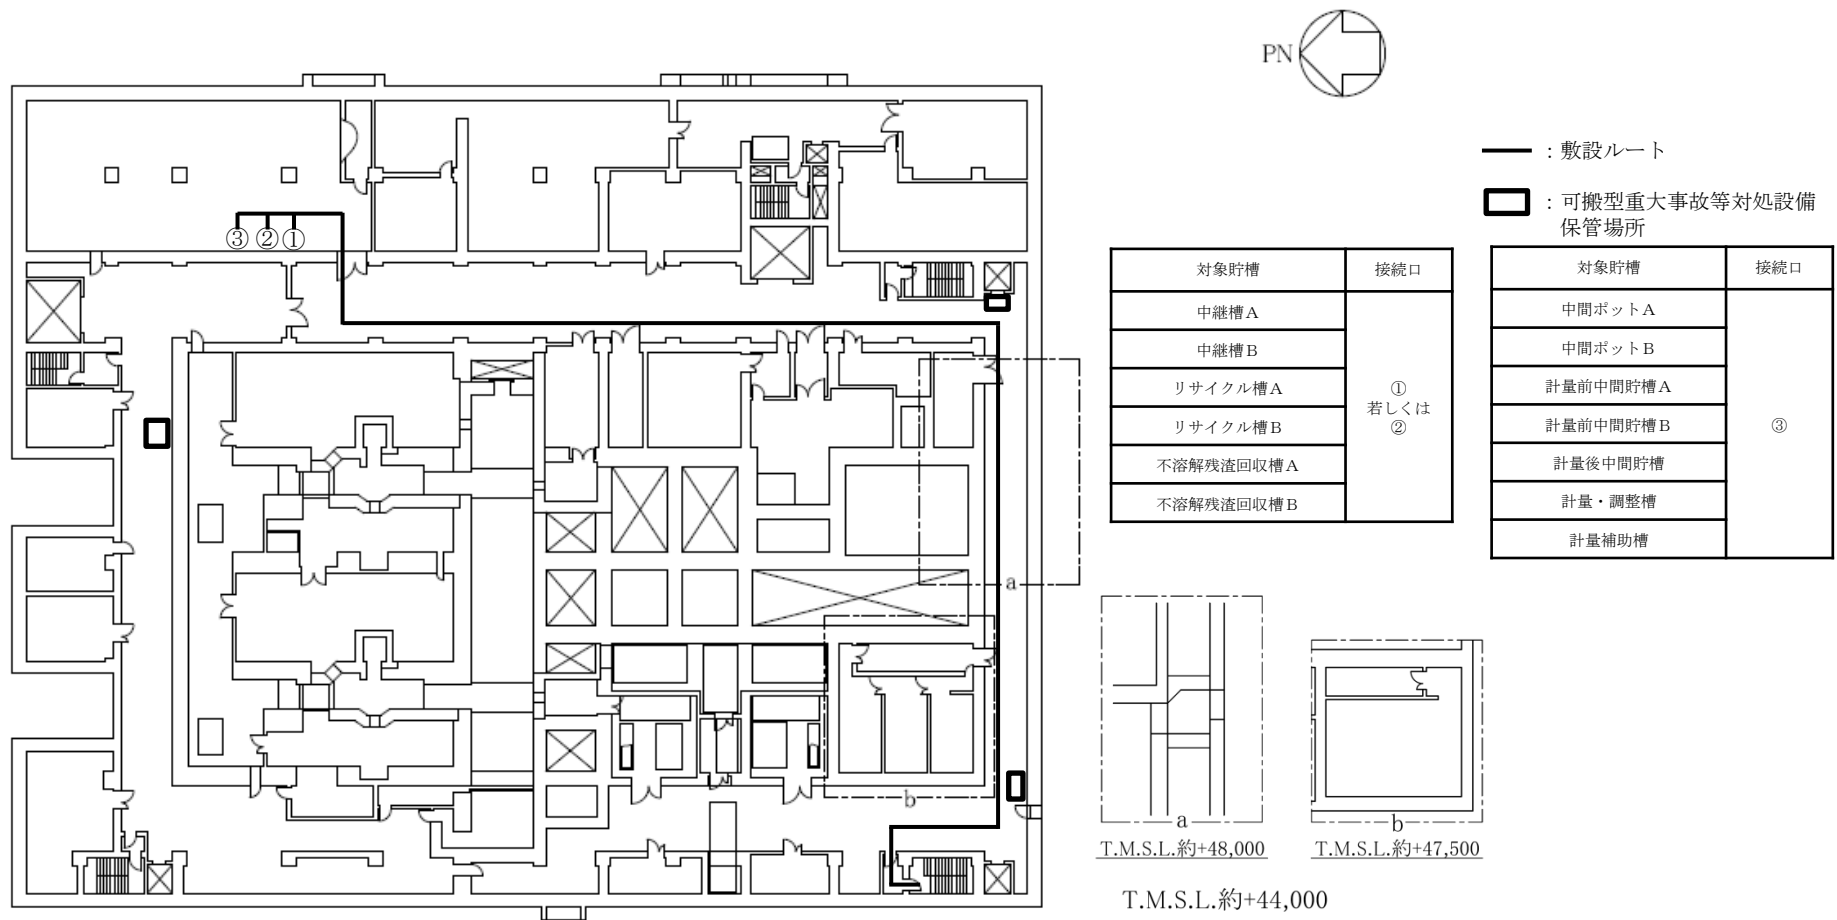 PN
: 敷設ルート
: 可搬型重大事故等対処設備
保管場所
③ ② ①
対象貯槽 接続口
中継槽A
中継槽B
リサイクル槽A
リサイクル槽B
不溶解残渣回収槽A
不溶解残渣回収槽B
①
若しくは
②
対象貯槽 接続口
中間ポットA
中間ポットB
計量前中間貯槽A
計量前中間貯槽B
計量後中間貯槽
計量・調整槽
計量補助槽
③
a
b
a
T.M.S.L.約+48,000
b
T.M.S.L.約+47,500
T.M.S.L.約+44,000